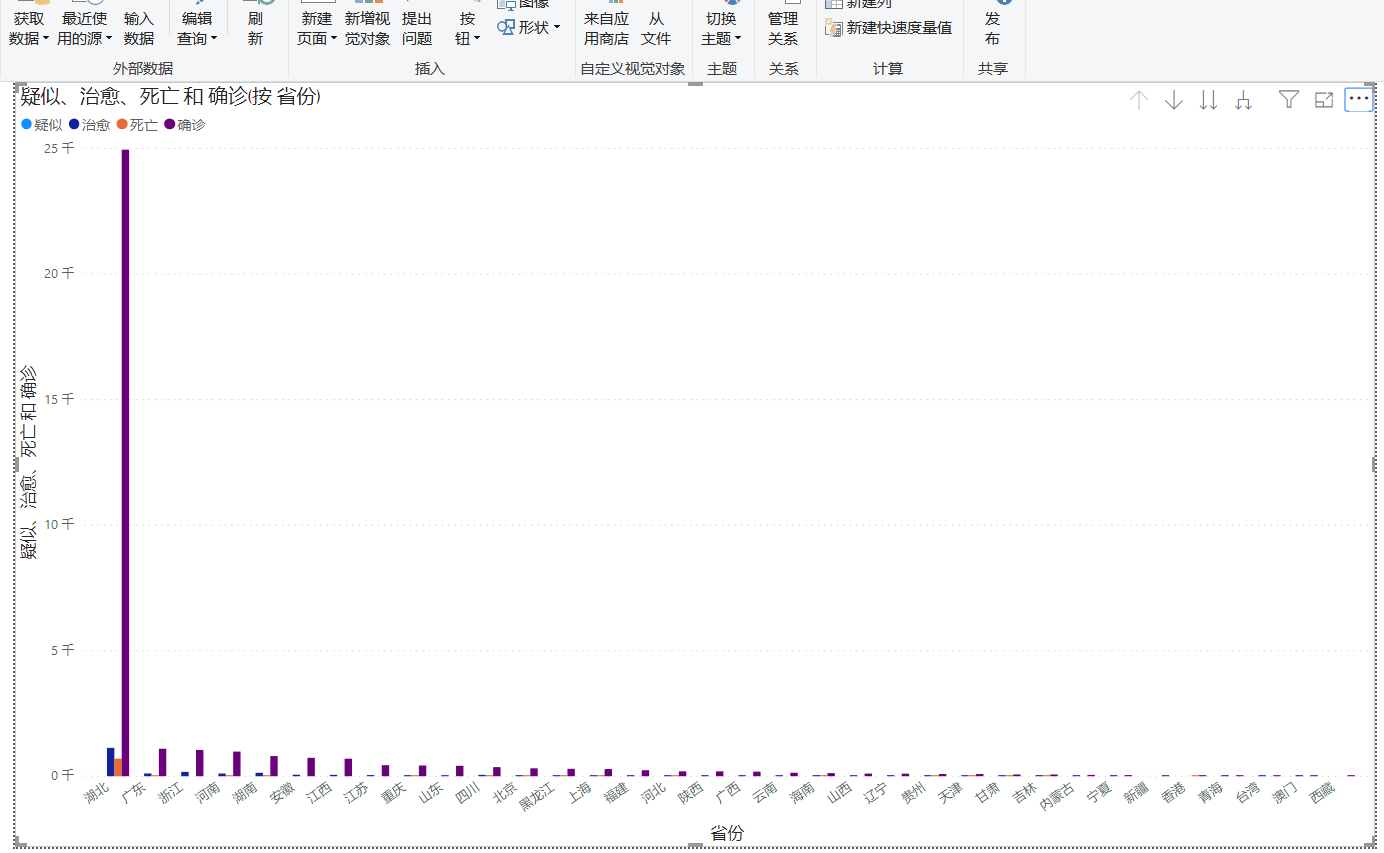 获取 最近使 输入 编辑 刷 新建 新增视 提出 按 图像 来自应 从 切换 管理 新建列 发
数据 用的源 数据 查询 新 页面 觉对象 问题 钮 形状 用商店 文件 主题 关系 新建快速度量值 布
外部数据 插入 自定义视觉对象 主题 关系 计算 共享
疑似、治愈、死亡 和 确诊(按 省份)
疑似 治愈 死亡 确诊
25 千
20 千
15 千
10 千
5 千
0 千
疑似、治愈、死亡 和 确诊
湖北 广东 浙江 河南 湖南 安徽 江西 江苏 重庆 山东 四川 北京 黑龙江 上海 福建 河北 陕西 广西 云南 海南 山西 辽宁 贵州 天津 甘肃 吉林 内蒙古 宁夏 新疆 香港 青海 台湾 澳门 西藏
省份